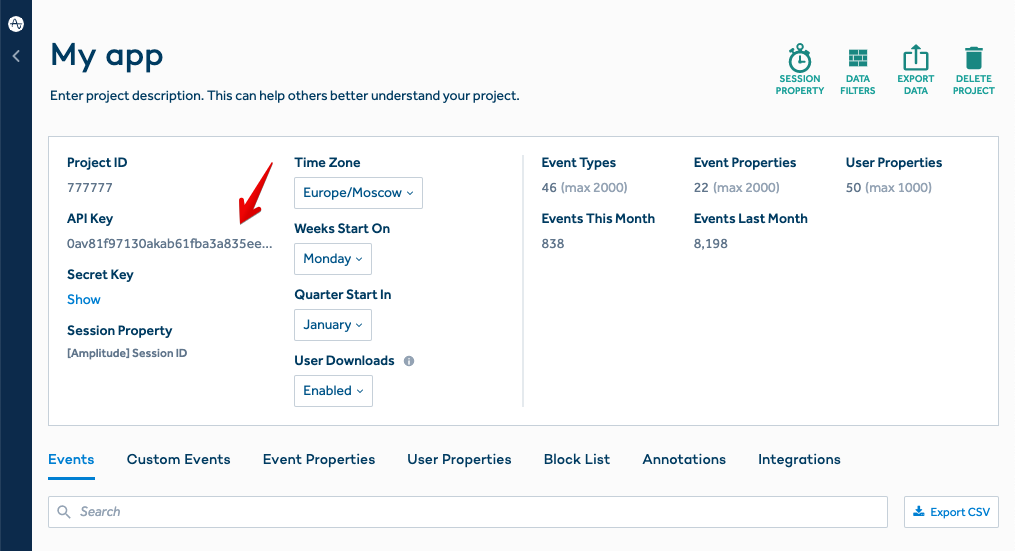 My app
Enter project description. This can help others better understand your project.
SESSION
PROPERTY
DATA
FILTERS
EXPORT
DATA
DELETE
PROJECT
Project ID
777777
API Key
0av81f97130akab61fba3a835ee...
Secret Key
Show
Session Property
[Amplitude] Session ID
Time Zone
Europe/Moscow
Weeks Start On
Monday
Quarter Start In
January
User Downloads
Enabled
Event Types
46 (max 2000)
Event Properties
22 (max 2000)
User Properties
50 (max 1000)
Events This Month
838
Events Last Month
8,198
Events
Custom Events
Event Properties
User Properties
Block List
Annotations
Integrations
Search
Export CSV